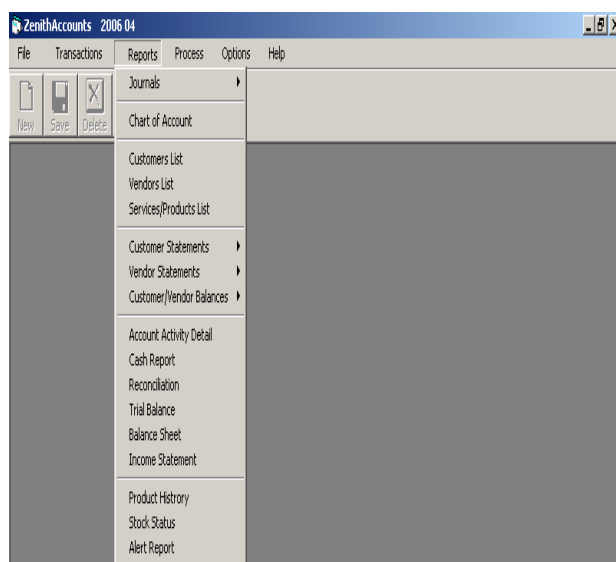 ZenithAccounts 2006 04
File Transactions Reports Process Options Help
New Save Delete
Journals
Chart of Account
Customers List
Vendors List
Services/Products List
Customer Statements
Vendor Statements
Customer/Vendor Balances
Account Activity Detail
Cash Report
Reconciliation
Trial Balance
Balance Sheet
Income Statement
Product Histrory
Stock Status
Alert Report